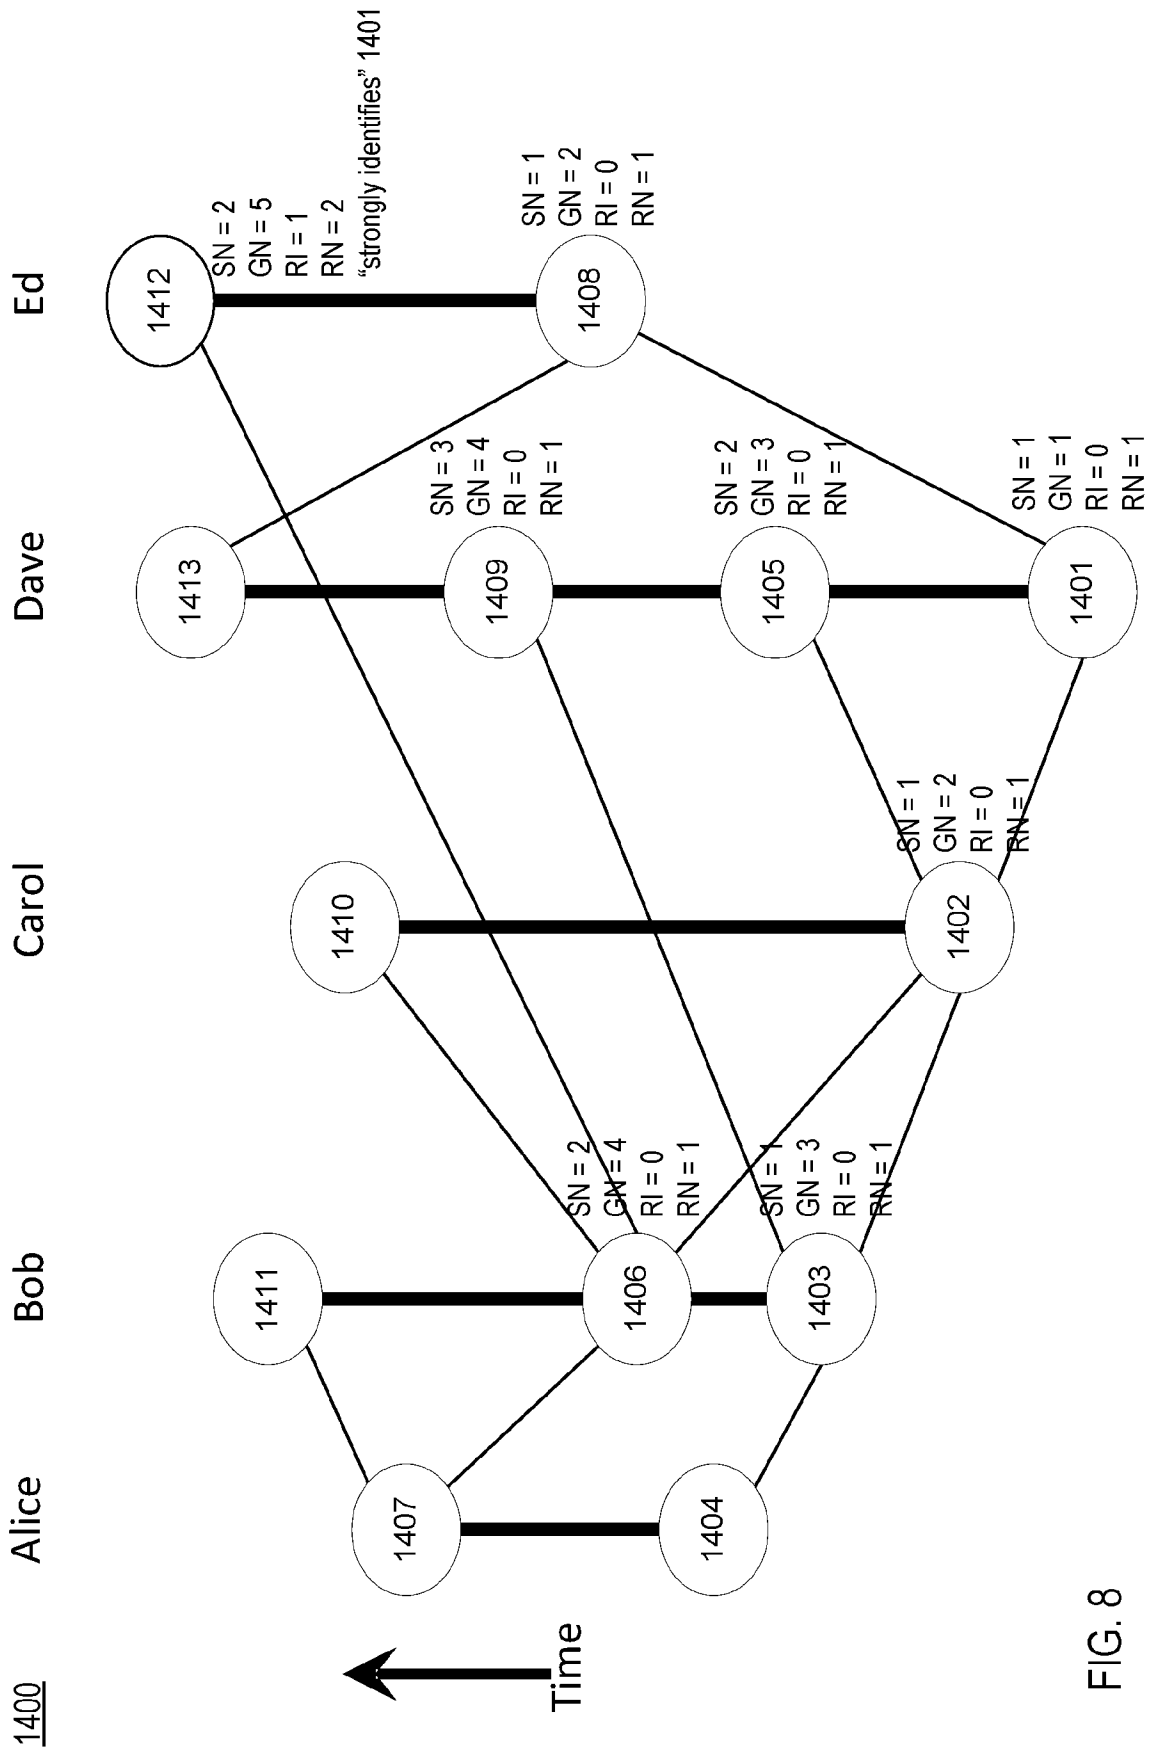 1400
Alice
Bob
Carol
Dave
Ed
1412
SN = 2
GN = 5
RI = 1
RN = 2
"strongly identifies" 1401
1413
1411
1410
1407
1409
SN = 3
GN = 4
RI = 0
RN = 1
1408
SN = 1
GN = 2
RI = 0
RN = 1
1406
SN = 2
GN = 4
RI = 0
RN = 1
1404
1405
SN = 2
GN = 3
RI = 0
RN = 1
1403
SN = 1
GN = 3
RI = 0
RN = 1
1402
SN = 1
GN = 2
RI = 0
RN = 1
1401
SN = 1
GN = 1
RI = 0
RN = 1
Time
FIG. 8